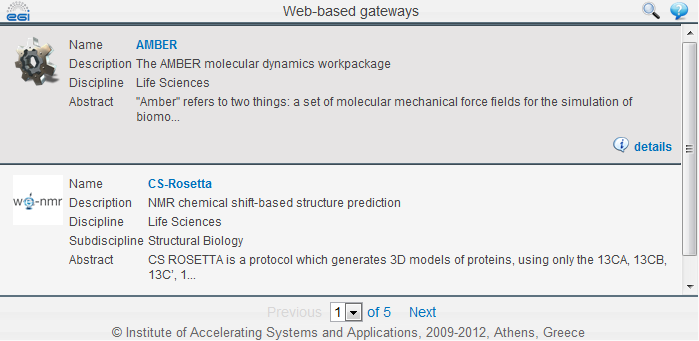 egi
Web-based gateways
Name AMBER
Description The AMBER molecular dynamics workpackage
Discipline Life Sciences
Abstract "Amber" refers to two things: a set of molecular mechanical force fields for the simulation of
biomo...
details
we-nmr
Name CS-Rosetta
Description NMR chemical shift-based structure prediction
Discipline Life Sciences
Subdiscipline Structural Biology
Abstract CS ROSETTA is a protocol which generates 3D models of proteins, using only the 13CA, 13CB,
13C', 1...
Previous 1 of 5 Next
© Institute of Accelerating Systems and Applications, 2009-2012, Athens, Greece